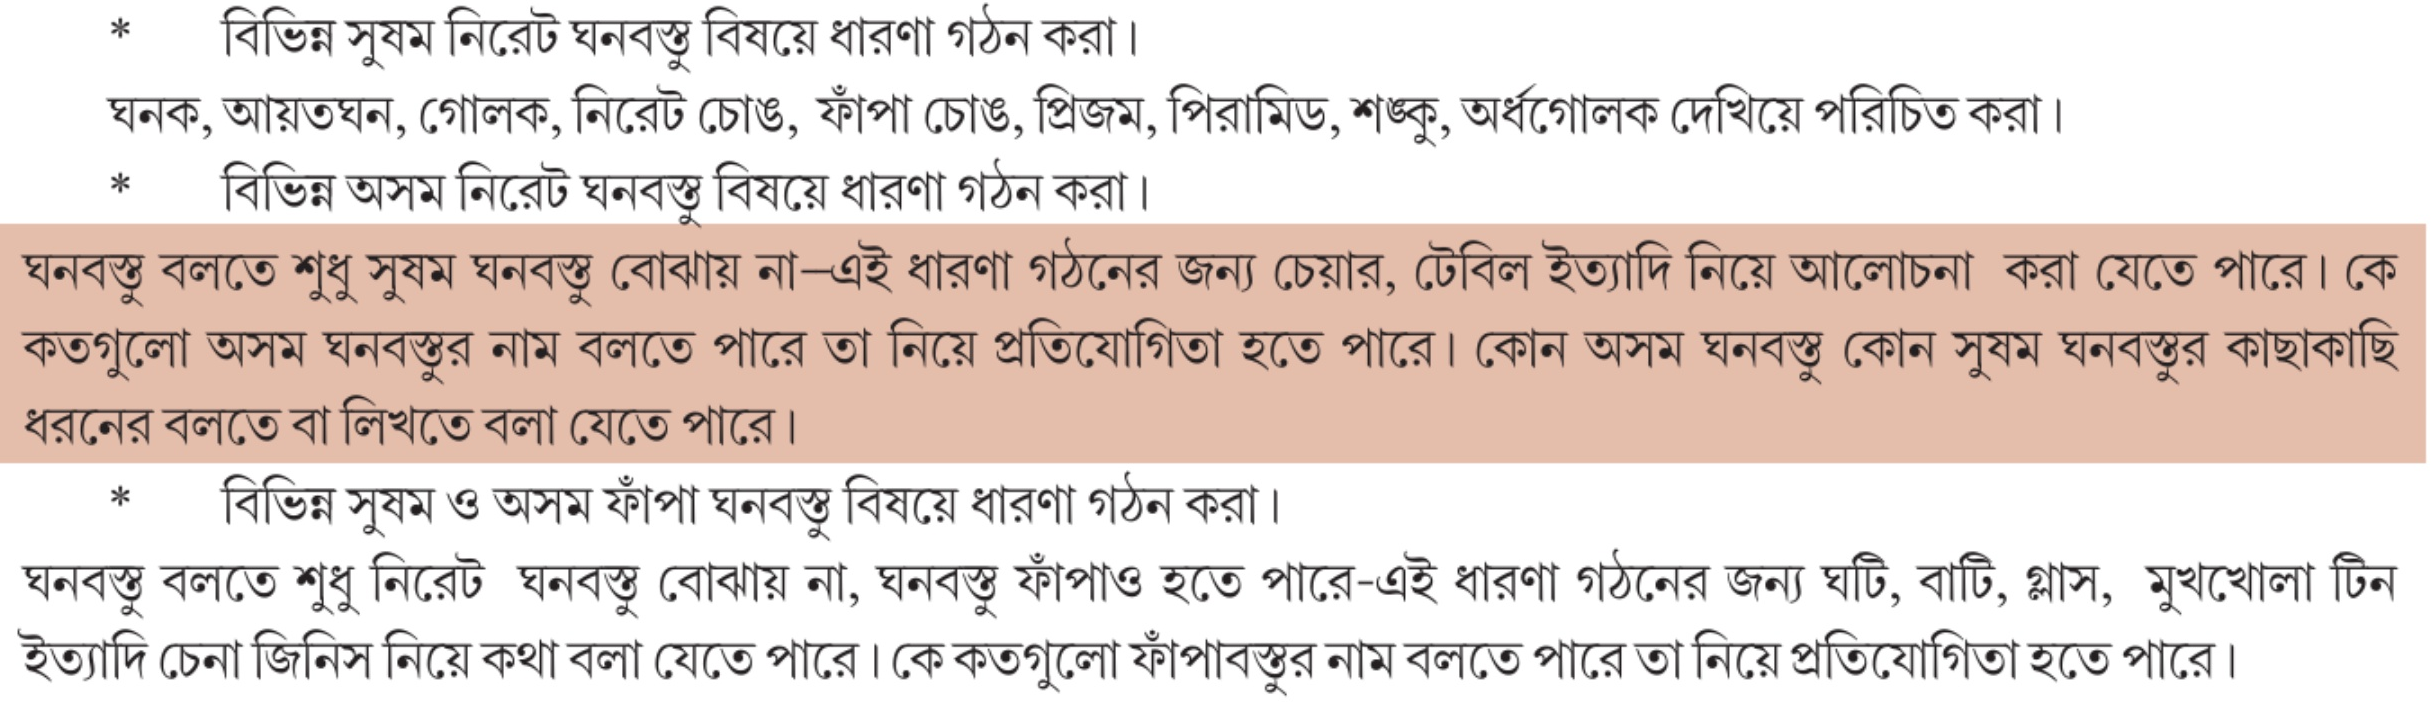 * বিভিন্ন সুষম নিরেট ঘনবস্তু বিষয়ে ধারণা গঠন করা।
ঘনক, আয়তঘন, গোলক, নিরেট চোঙ, ফাঁপা চোঙ, প্রিজম, পিরামিড, শঙ্কু, অর্ধগোলক দেখিয়ে পরিচিত করা।
* বিভিন্ন অসম নিরেট ঘনবস্তু বিষয়ে ধারণা গঠন করা।
ঘনবস্তু বলতে শুধু সুষম ঘনবস্তু বোঝায় না—এই ধারণা গঠনের জন্য চেয়ার, টেবিল ইত্যাদি নিয়ে আলোচনা করা যেতে পারে। কে
কতগুলো অসম ঘনবস্তুর নাম বলতে পারে তা নিয়ে প্রতিযোগিতা হতে পারে। কোন অসম ঘনবস্তু কোন সুষম ঘনবস্তুর কাছাকাছি
ধরনের বলতে বা লিখতে বলা যেতে পারে।
* বিভিন্ন সুষম ও অসম ফাঁপা ঘনবস্তু বিষয়ে ধারণা গঠন করা।
ঘনবস্তু বলতে শুধু নিরেট ঘনবস্তু বোঝায় না, ঘনবস্তু ফাঁপাও হতে পারে-এই ধারণা গঠনের জন্য ঘটি, বাটি, গ্লাস, মুখখোলা টিন
ইত্যাদি চেনা জিনিস নিয়ে কথা বলা যেতে পারে। কে কতগুলো ফাঁপাবস্তুর নাম বলতে পারে তা নিয়ে প্রতিযোগিতা হতে পারে।